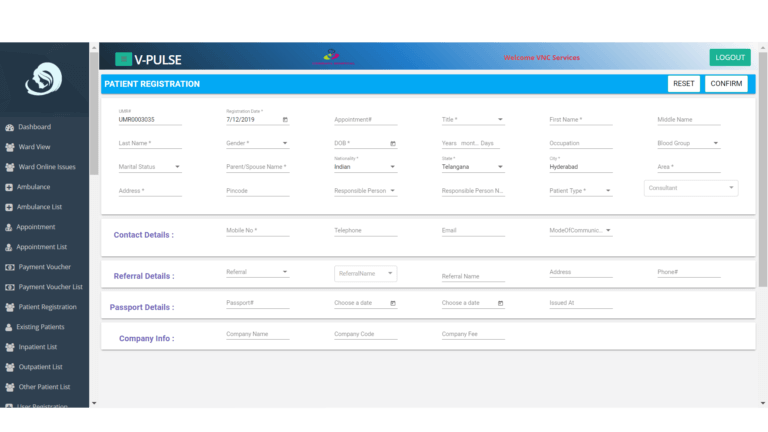 V-PULSE
Welcome VNC Services
LOGOUT
PATIENT REGISTRATION
RESET
CONFIRM
Dashboard
Ward View
Ward Online Issues
Ambulance
Ambulance List
Appointment
Appointment List
Payment Voucher
Payment Voucher List
Patient Registration
Existing Patients
Inpatient List
Outpatient List
Other Patient List
User Registration
UMR#
Registration Date *
UMR0003035
7/12/2019
Appointment#
Title *
First Name *
Middle Name
Last Name *
Gender *
DOB *
Years mont... Days
Occupation
Blood Group
Nationality *
State *
City *
Marital Status
Parent/Spouse Name *
Indian
Telangana
Hyderabad
Area *
Address *
Pincode
Responsible Person
Responsible Person N...
Patient Type *
Consultant
Contact Details :
Mobile No *
Telephone
Email
ModeOfCommunic...
Referral Details :
Referral
ReferralName
Referral Name
Address
Phone#
Passport Details :
Passport#
Choose a date
Choose a date
Issued At
Company Info :
Company Name
Company Code
Company Fee